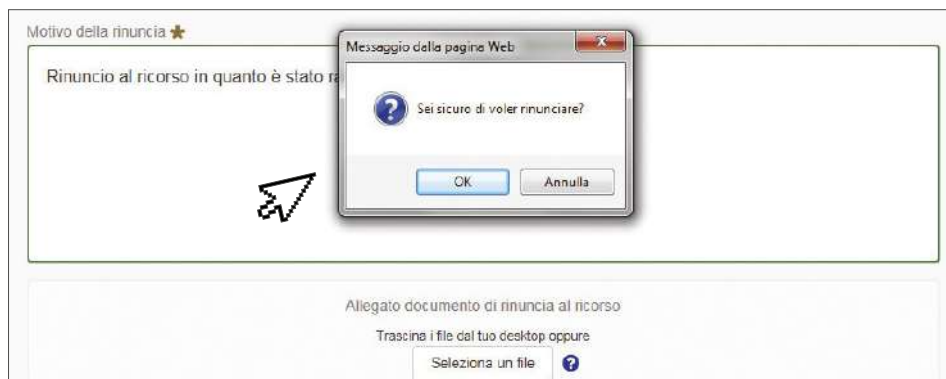 Motivo della rinuncia
Messaggio dalla pagina Web
Rinuncio al ricorso in quanto è stato
Sei sicuro di voler rinunciare?
OK Annulla
Allegato documento di rinuncia al ricorso
Trascina i file dal tuo desktop oppure
Seleziona un file